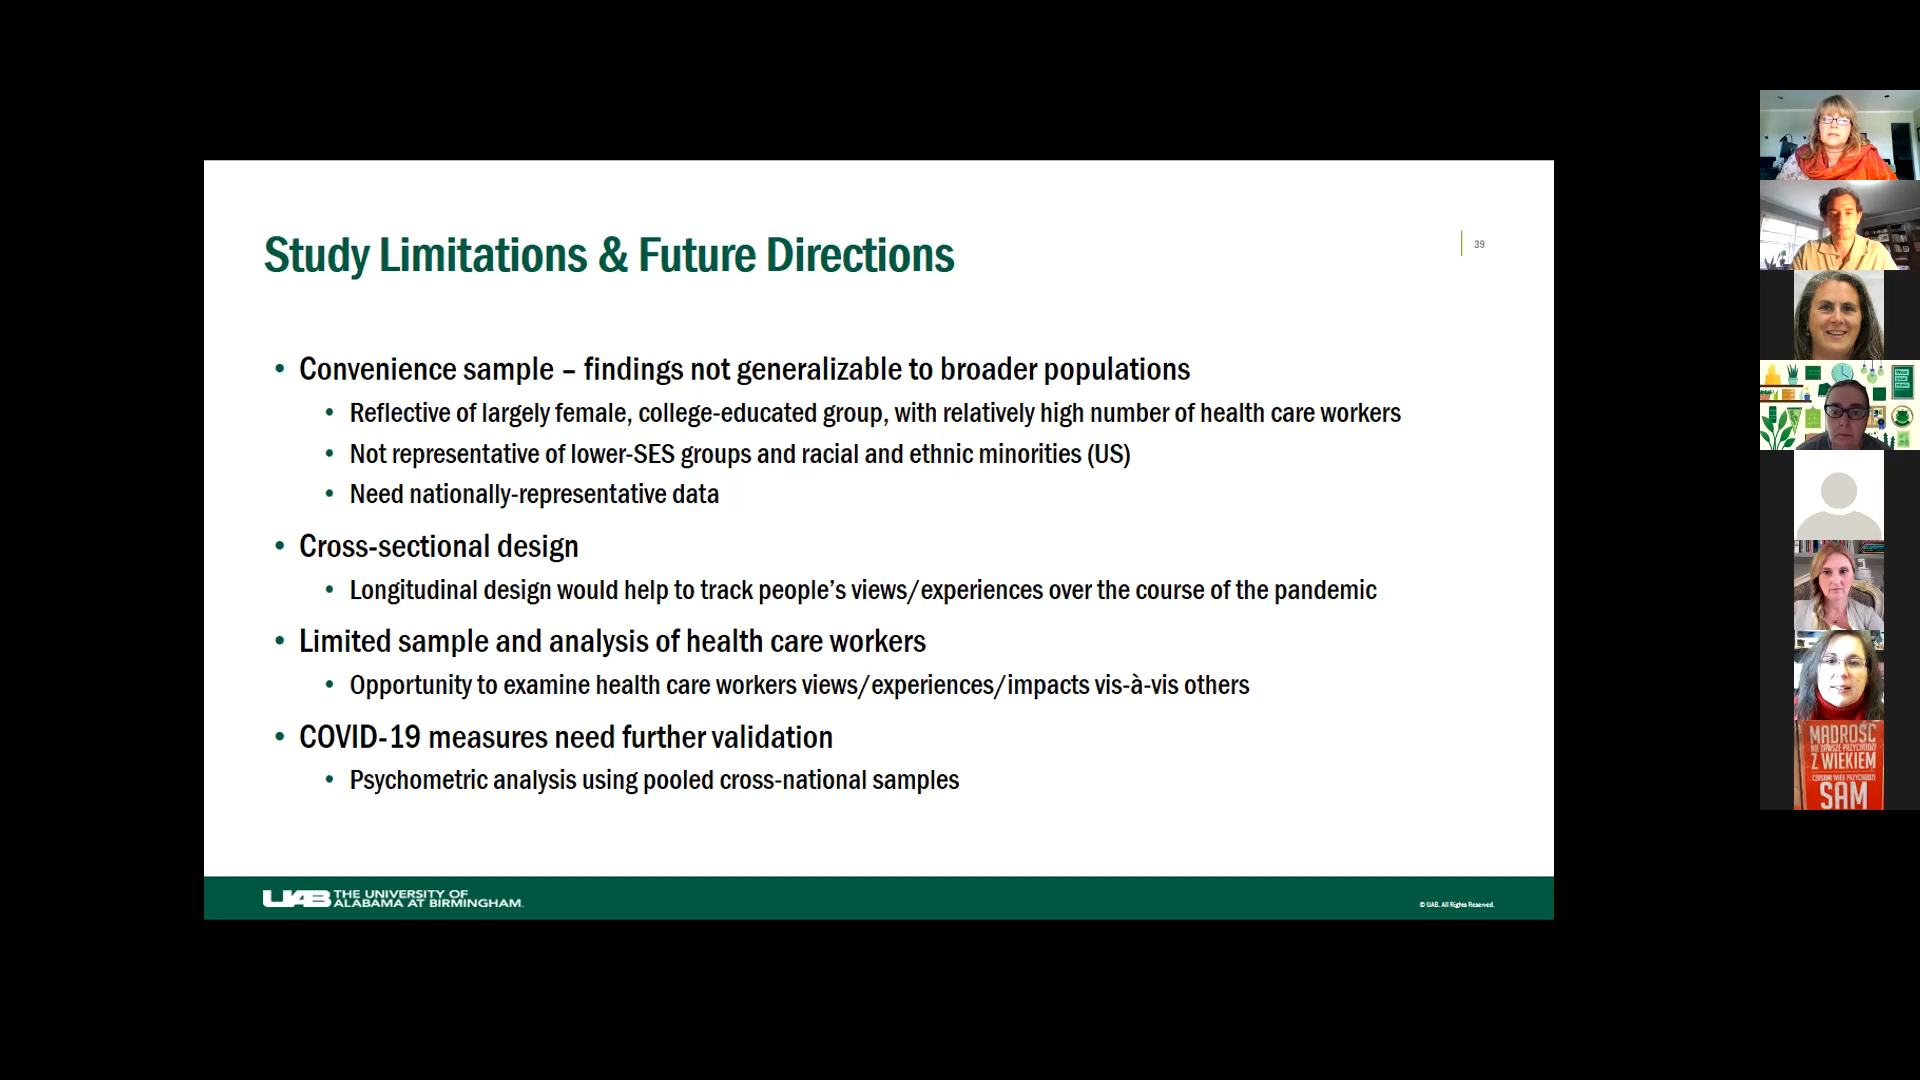 Study Limitations & Future Directions
39
• Convenience sample – findings not generalizable to broader populations
• Reflective of largely female, college-educated group, with relatively high number of health care workers
• Not representative of lower-SES groups and racial and ethnic minorities (US)
• Need nationally-representative data
• Cross-sectional design
• Longitudinal design would help to track people’s views/experiences over the course of the pandemic
• Limited sample and analysis of health care workers
• Opportunity to examine health care workers views/experiences/impacts vis-à-vis others
• COVID-19 measures need further validation
• Psychometric analysis using pooled cross-national samples
UAB THE UNIVERSITY OF
ALABAMA AT BIRMINGHAM.
© UAB. All Rights Reserved.
MĄDROŚĆ
NIE ZAWSZE PRZYCHODZI
Z WIEKIEM
CZASAMI WIEK PRZYCHODZI
SAM